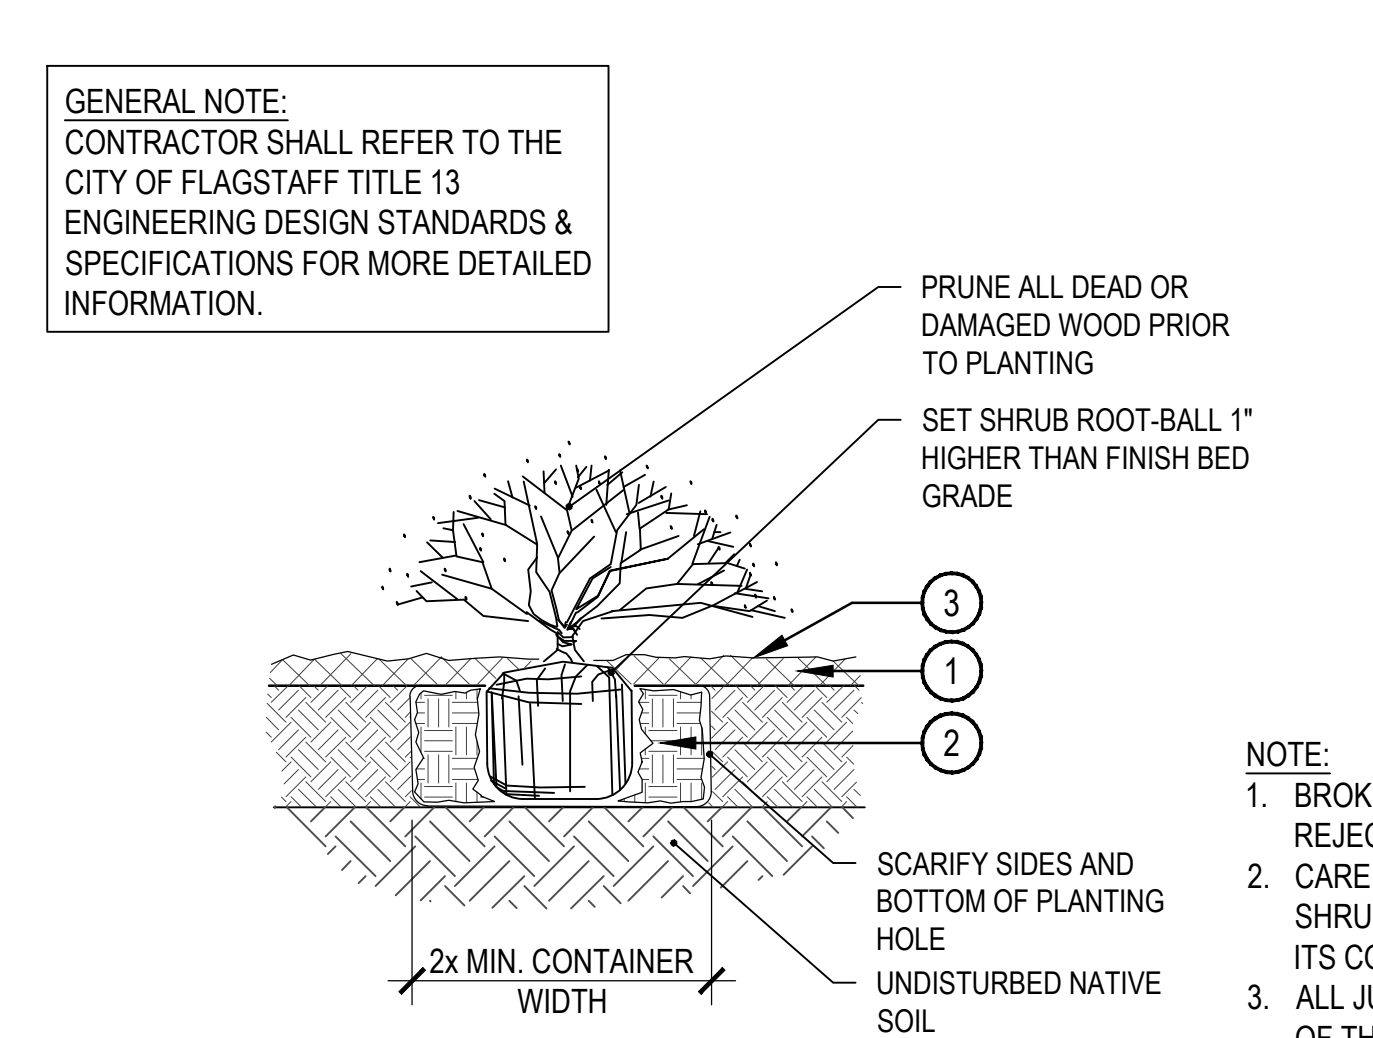 GENERAL NOTE:
CONTRACTOR SHALL REFER TO THE
CITY OF FLAGSTAFF TITLE 13
ENGINEERING DESIGN STANDARDS &
SPECIFICATIONS FOR MORE DETAILED
INFORMATION.
PRUNE ALL DEAD OR
DAMAGED WOOD PRIOR
TO PLANTING
SET SHRUB ROOT-BALL 1"
HIGHER THAN FINISH BED
GRADE
3
1
2
SCARIFY SIDES AND
BOTTOM OF PLANTING
HOLE
UNDISTURBED NATIVE
SOIL
2x MIN. CONTAINER
WIDTH
NOTE:
1.
2. CARE
3. ALL
ITS